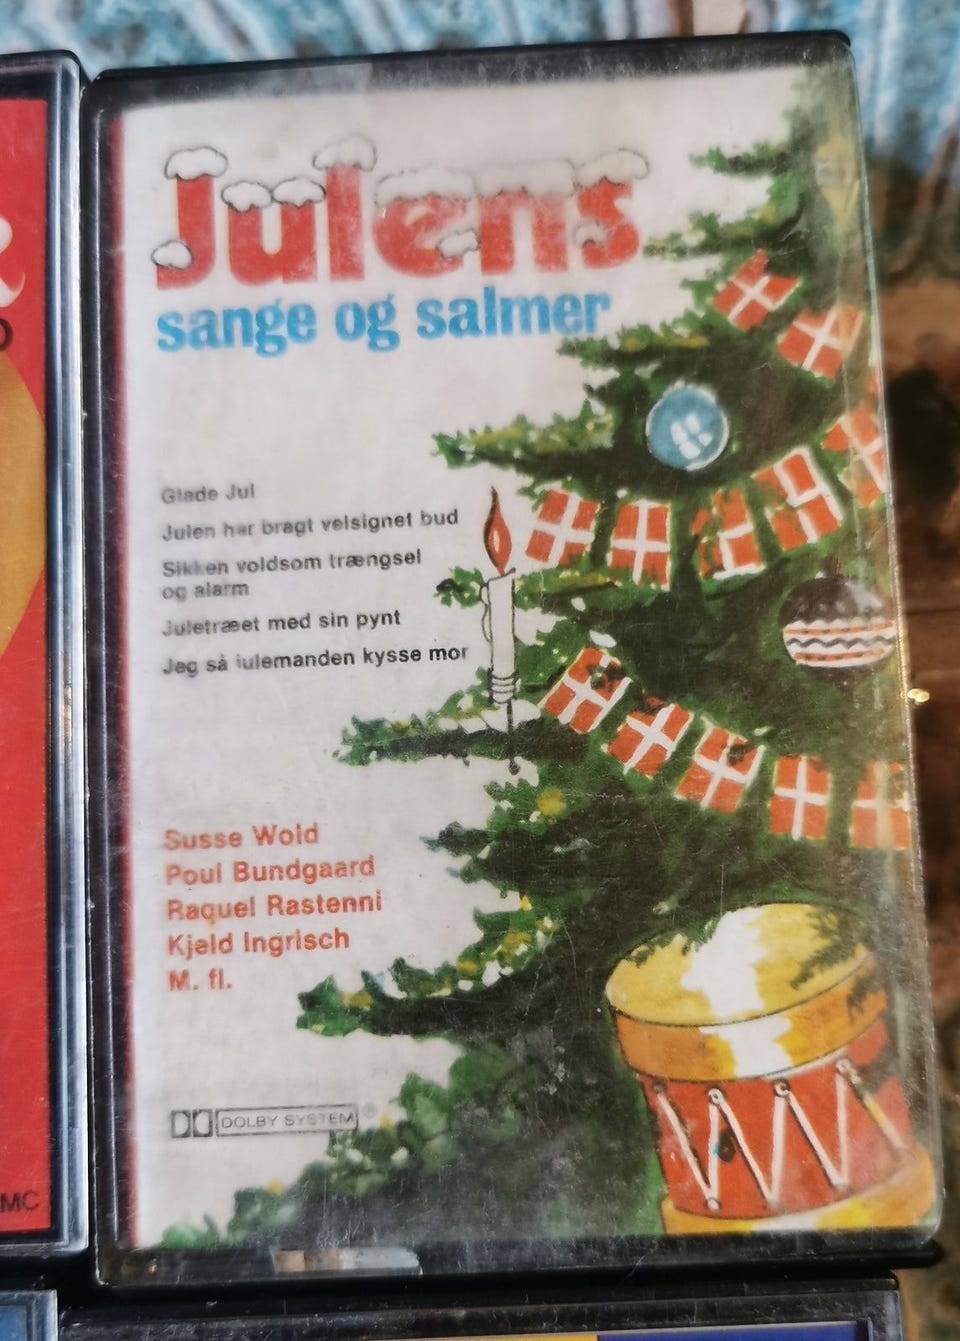 Julens
sange og salmer
Glade Jul
Julen har bragt velsignet bud
Sikken voldsom trængsel
og alarm
Juletræet med sin pynt
Jeg så julemanden kysse mor
Susse Wold
Poul Bundgaard
Raquel Rastenni
Kjeld Ingrisch
M. fl.
DOLBY SYSTEM ®
MC